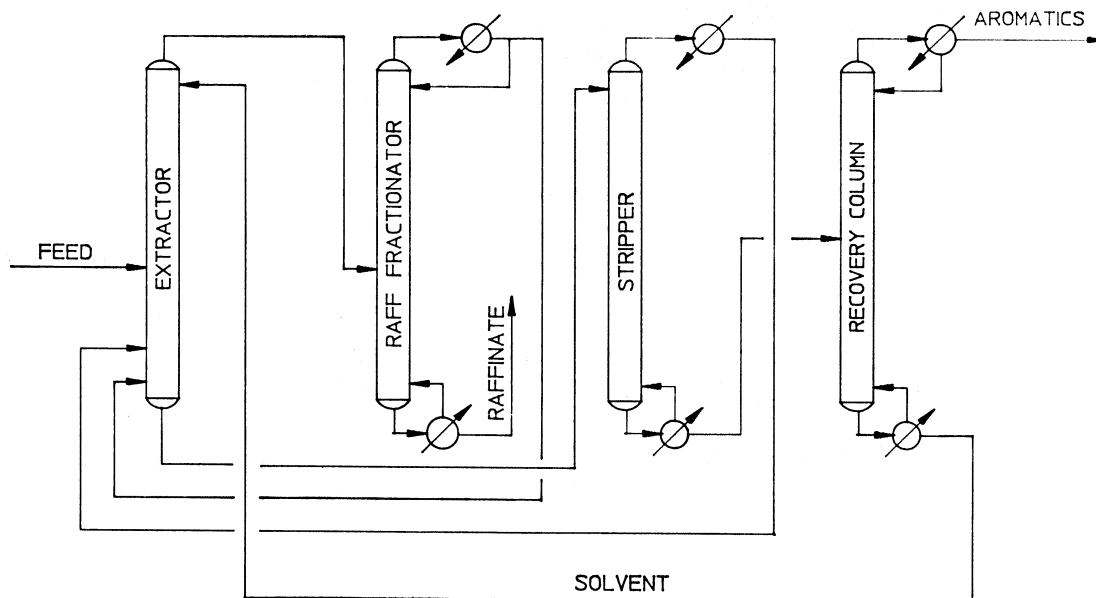 AROMATICS
FEED
EXTRACTOR
RAFF FRACTIONATOR
RAFFINATE
STRIPPER
RECOVERY COLUMN
SOLVENT